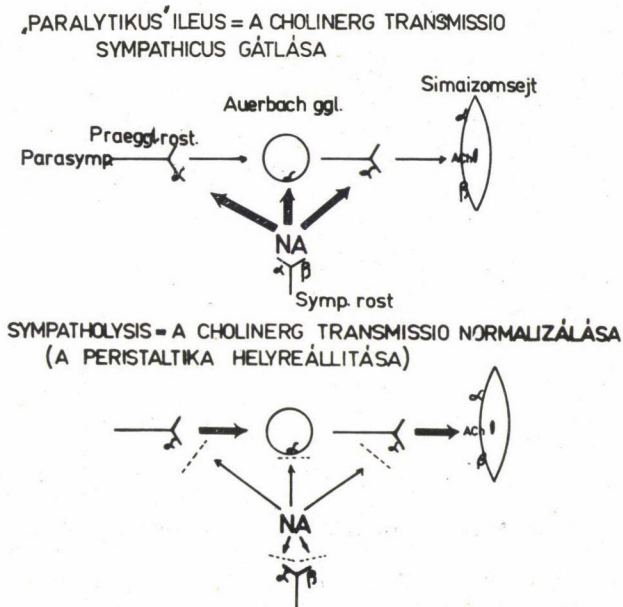 „PARALYTIKUS” ILEUS = A CHOLINERG TRANSMISSIO
SYMPATHICUS GÁTLÁSA
Simaizomsejt
Auerbach ggl.
Praeggl.rost.
Parasymp.
α
α
α
α
ACh
β
NA
α β
Symp. rost
SYMPATHOLYSIS = A CHOLINERG TRANSMISSIO NORMALIZÁLÁSA
(A PERISTALTIKA HELYREÁLLITÁSA)
α
α
α
α
ACh
β
NA
α β